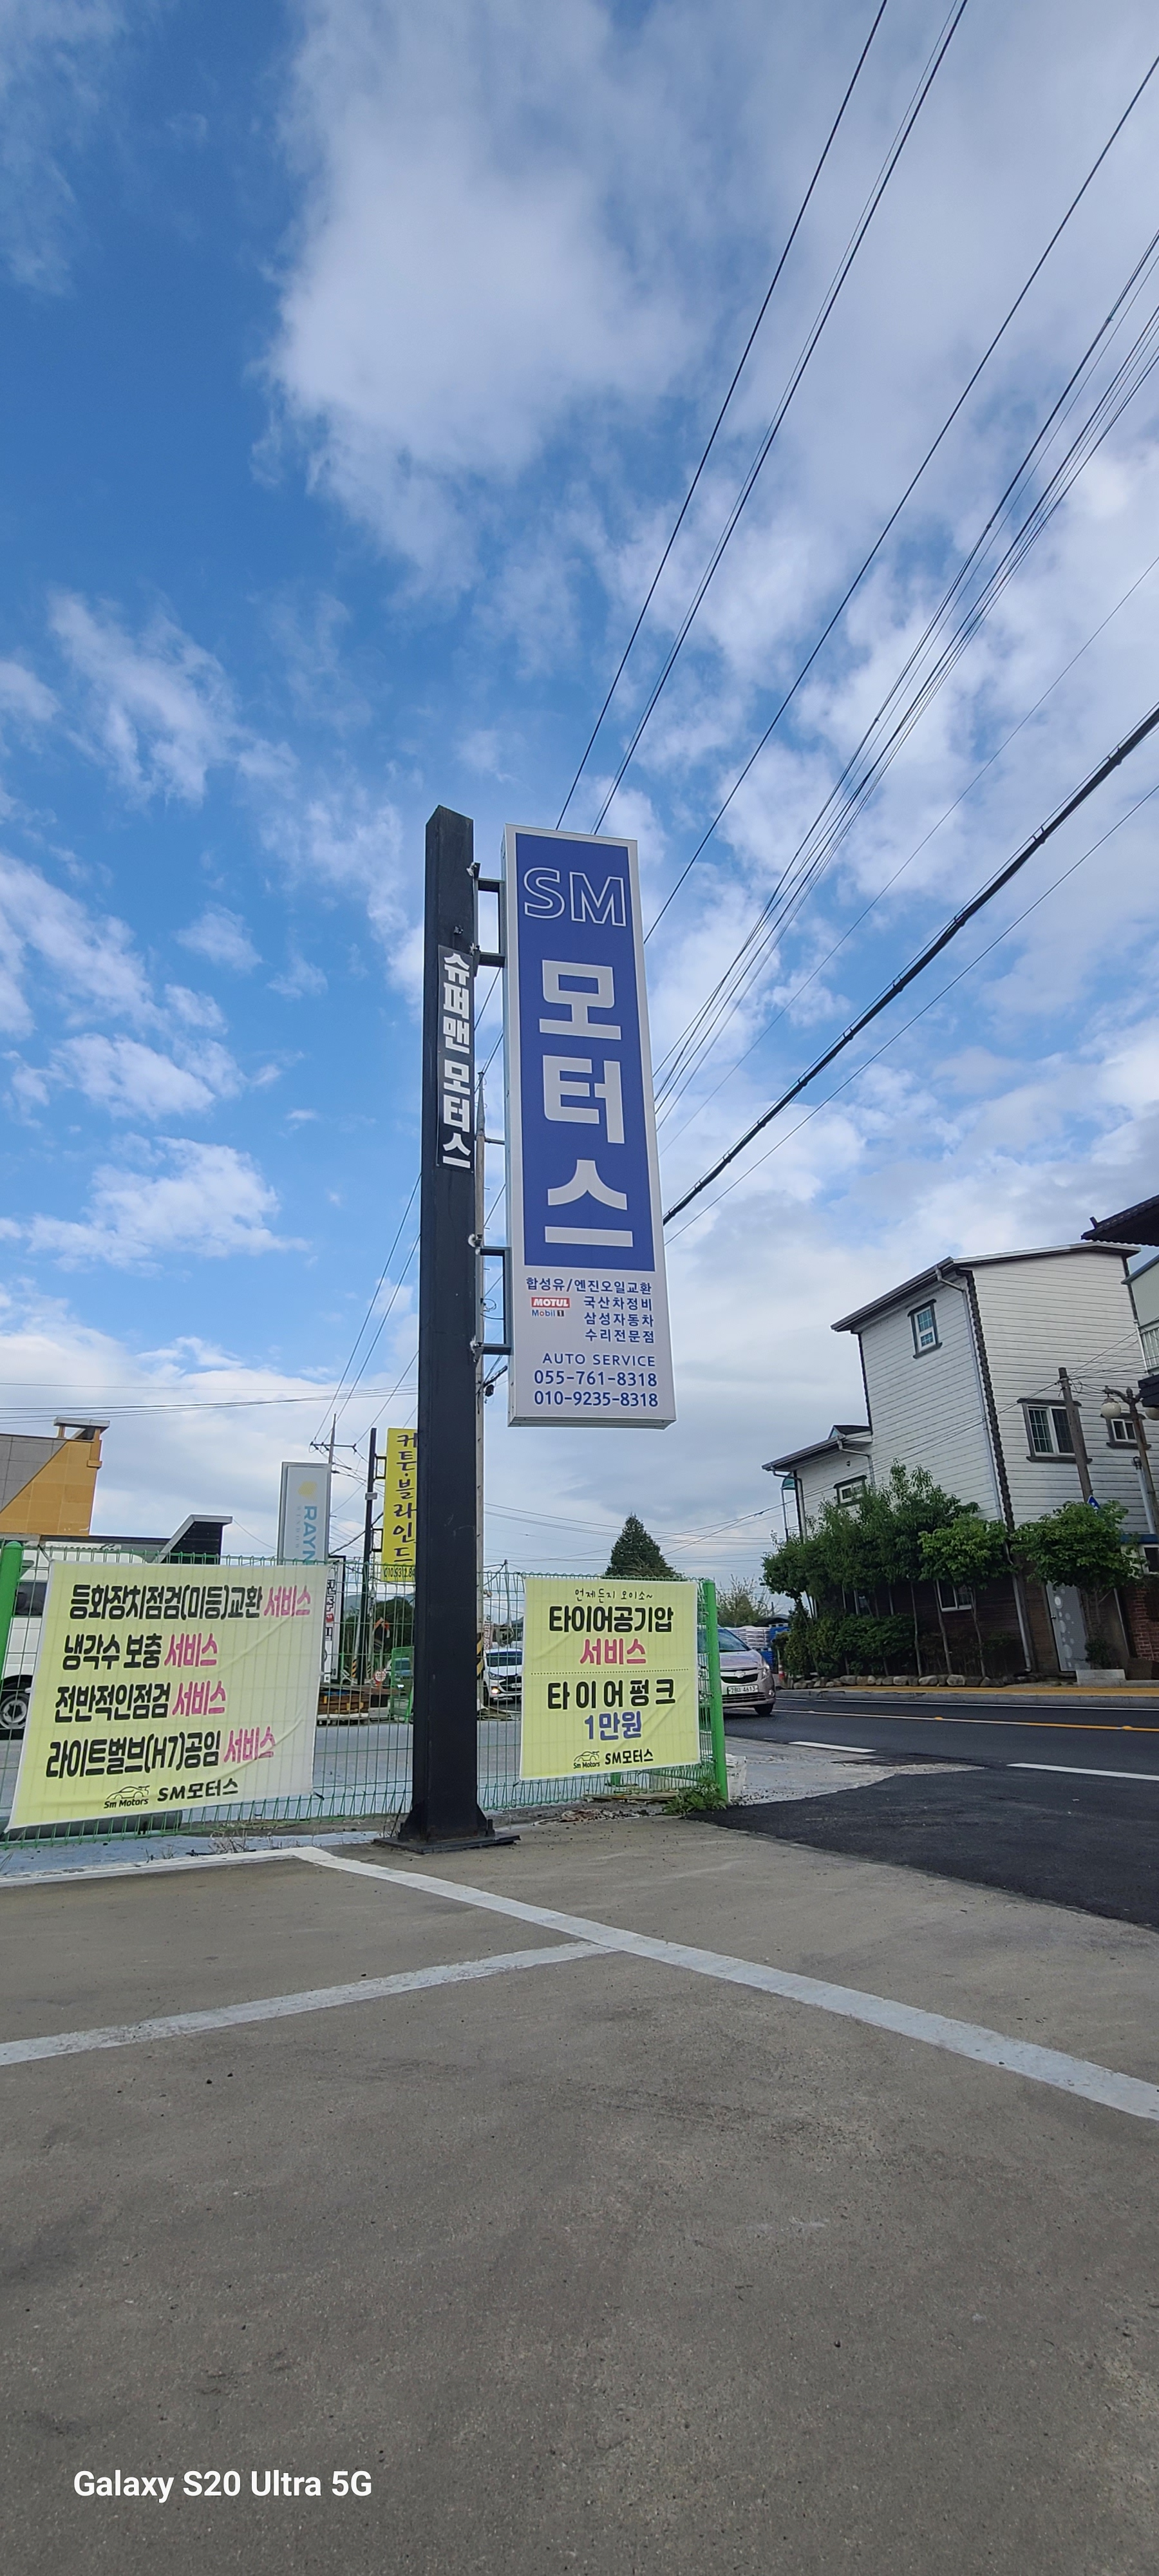 SM
모터스
슈퍼맨 모터스
합성유/엔진오일교환
MOTUL 국산차정비
Mobil 1 삼성자동차
수리전문점
AUTO SERVICE
055-761-8318
010-9235-8318
커튼·블라인드
RAYN
등화장치점검(미등)교환 서비스
냉각수 보충 서비스
전반적인점검 서비스
라이트벌브(H7)공임 서비스
Sm Motors SM모터스
언제든지 오이소~
타이어공기압
서비스
타이어펑크
1만원
Sm Motors SM모터스
Galaxy S20 Ultra 5G